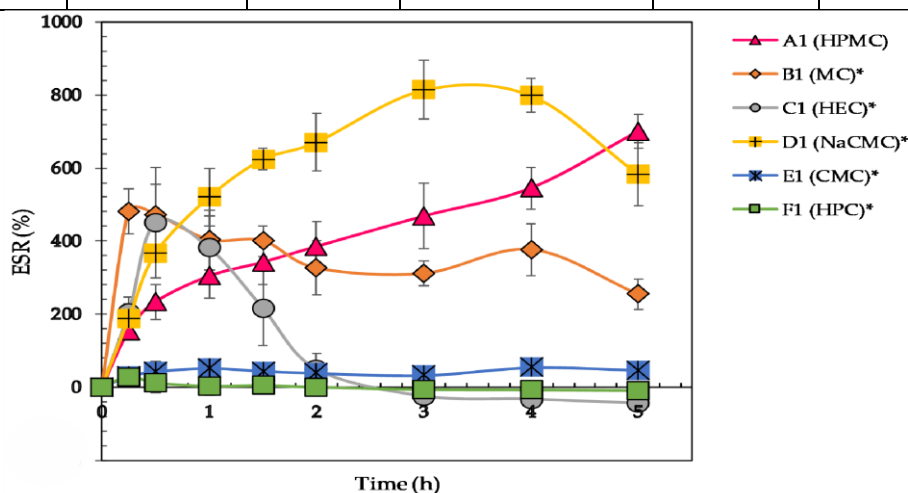 1000
800
600
400
200
0
0
1
2
3
4
5
ESR (%)
Time (h)
A1 (HPMC)
B1 (MC)*
C1 (HEC)*
D1 (NaCMC)*
E1 (CMC)*
F1 (HPC)*